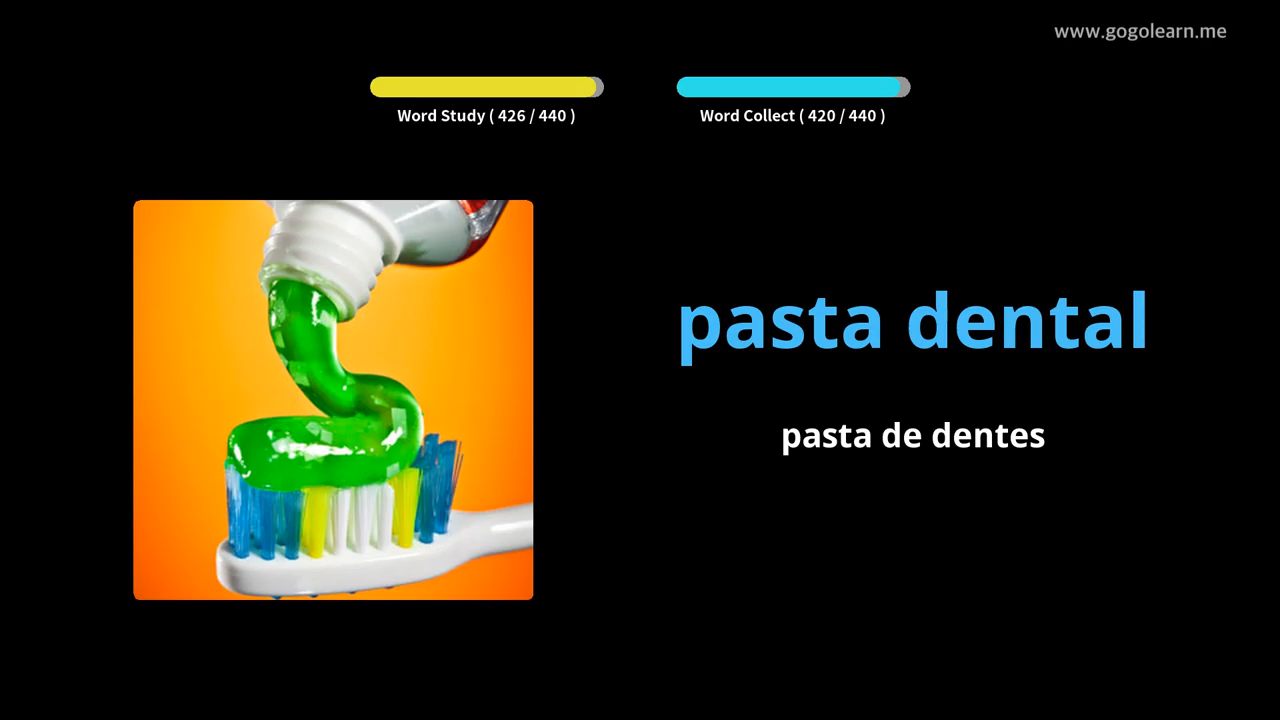 www.gogolearn.me
Word Study ( 426 / 440 )
Word Collect ( 420 / 440 )
pasta dental
pasta de dentes